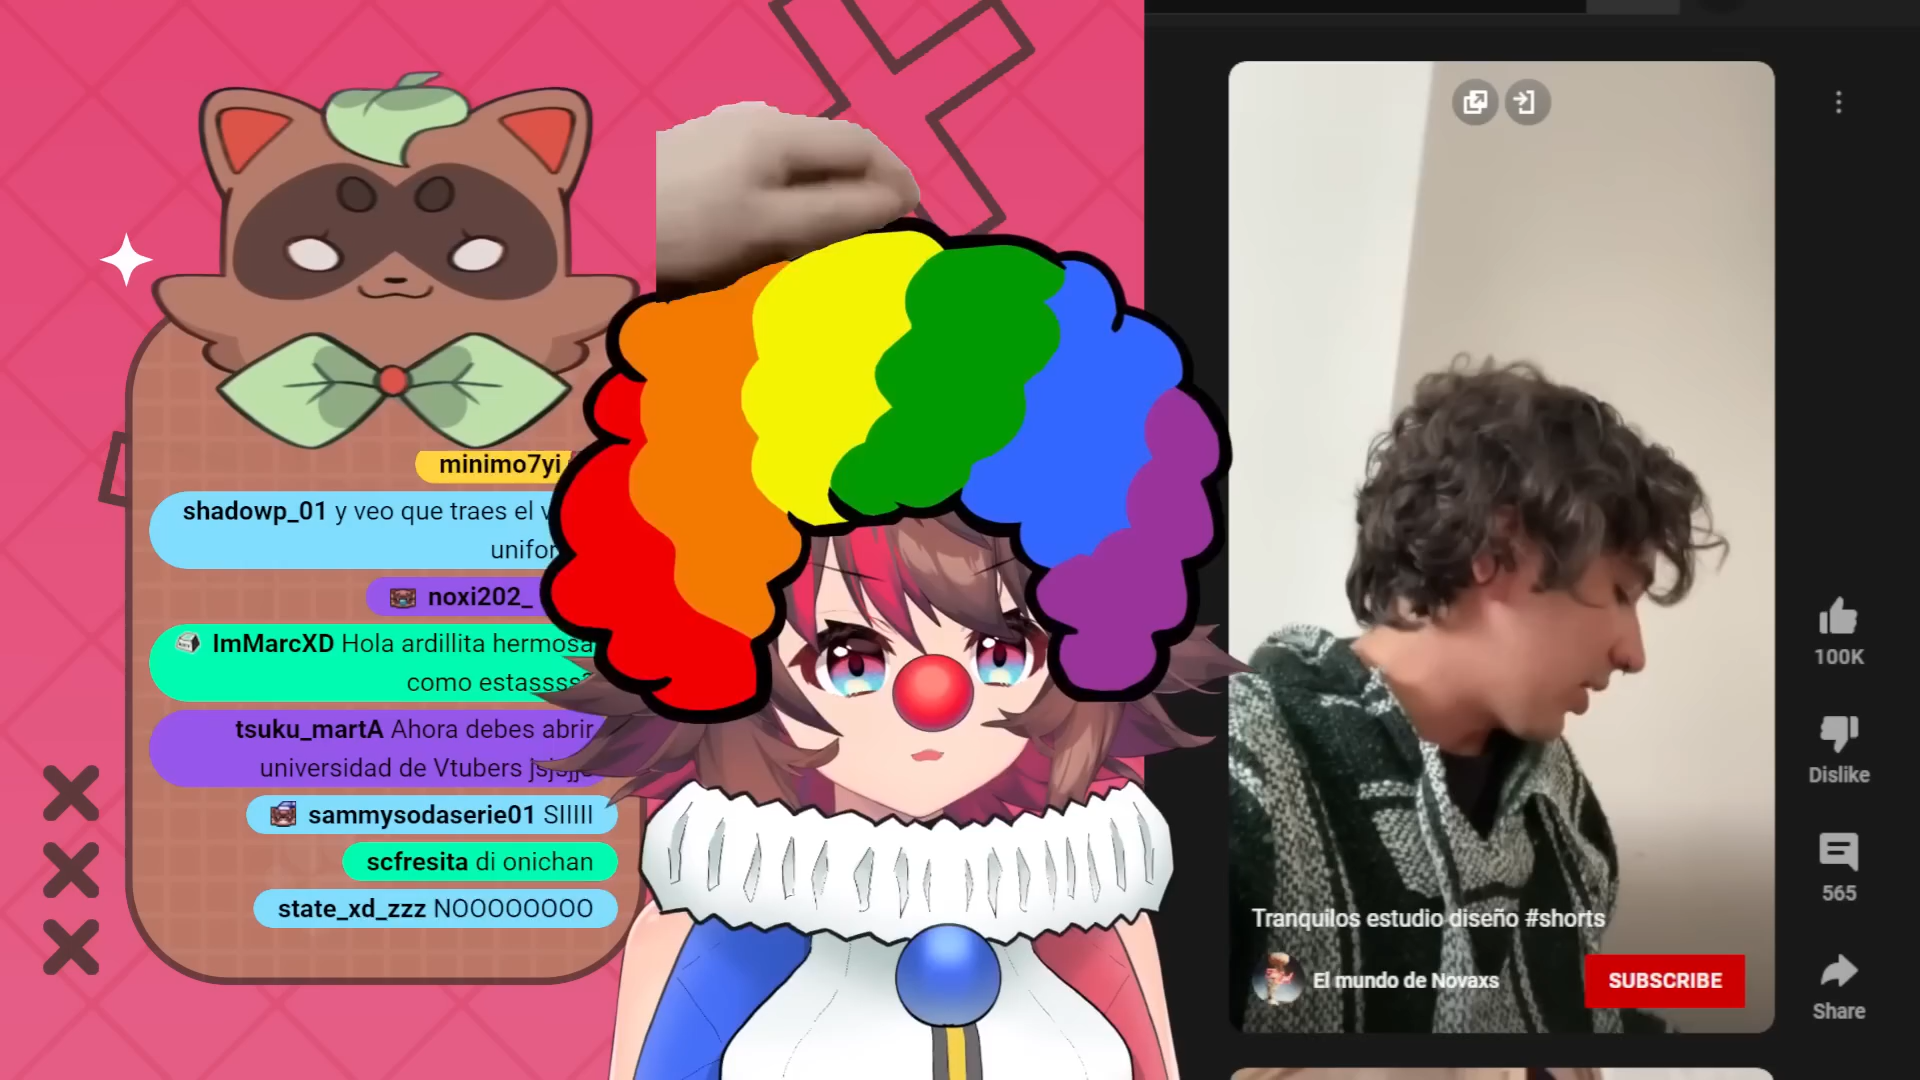 minimo7yi
shadowp_01 y veo que traes el
noxi202_
ImMarcXD Hola ardillita hermosa
como estassss
tsuku_martA Ahora debes abrir
universidad de Vtubers
sammysodaserie01 SIIIII
scfresita di onichan
state_xd_zzz NOOOOOOOO
100K
Dislike
565
Share
Tranquilos estudio diseño #shorts
El mundo de Novaxs
SUBSCRIBE